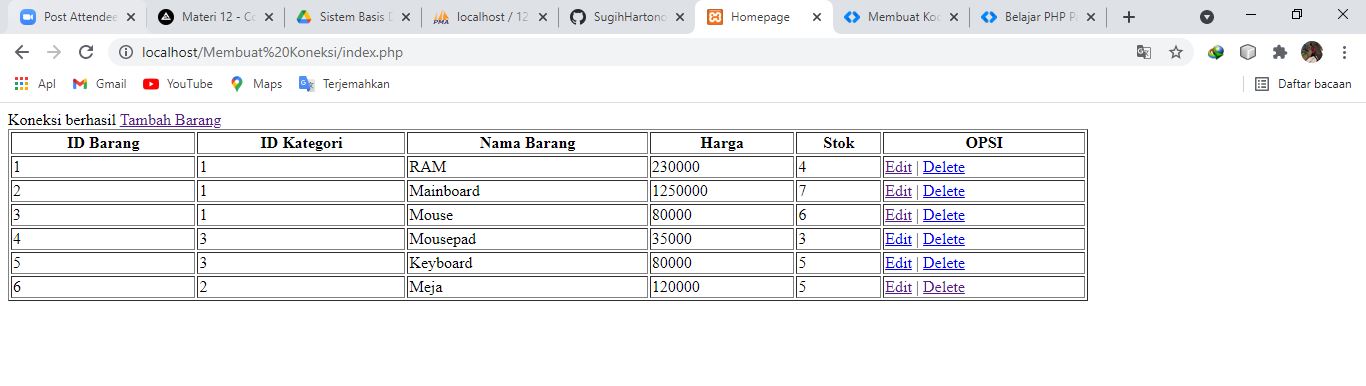 Post Attendee
Materi 12 - Co
Sistem Basis D
localhost / 12
SugihHartono
Homepage
Membuat Koo
Belajar PHP Pa
localhost/Membuat%20Koneksi/index.php
Apl Gmail YouTube Maps Terjemahkan Daftar bacaan
Koneksi berhasil Tambah Barang
ID Barang ID Kategori Nama Barang Harga Stok OPSI
1 1 RAM 230000 4 Edit | Delete
2 1 Mainboard 1250000 7 Edit | Delete
3 1 Mouse 80000 6 Edit | Delete
4 3 Mousepad 35000 3 Edit | Delete
5 3 Keyboard 80000 5 Edit | Delete
6 2 Meja 120000 5 Edit | Delete